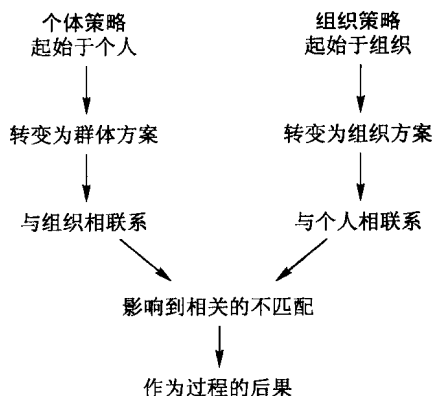 个体策略
起始于个人
转变为群体方案
与组织相联系
组织策略
起始于组织
转变为组织方案
与个人相联系
影响到相关的不匹配
作为过程的后果